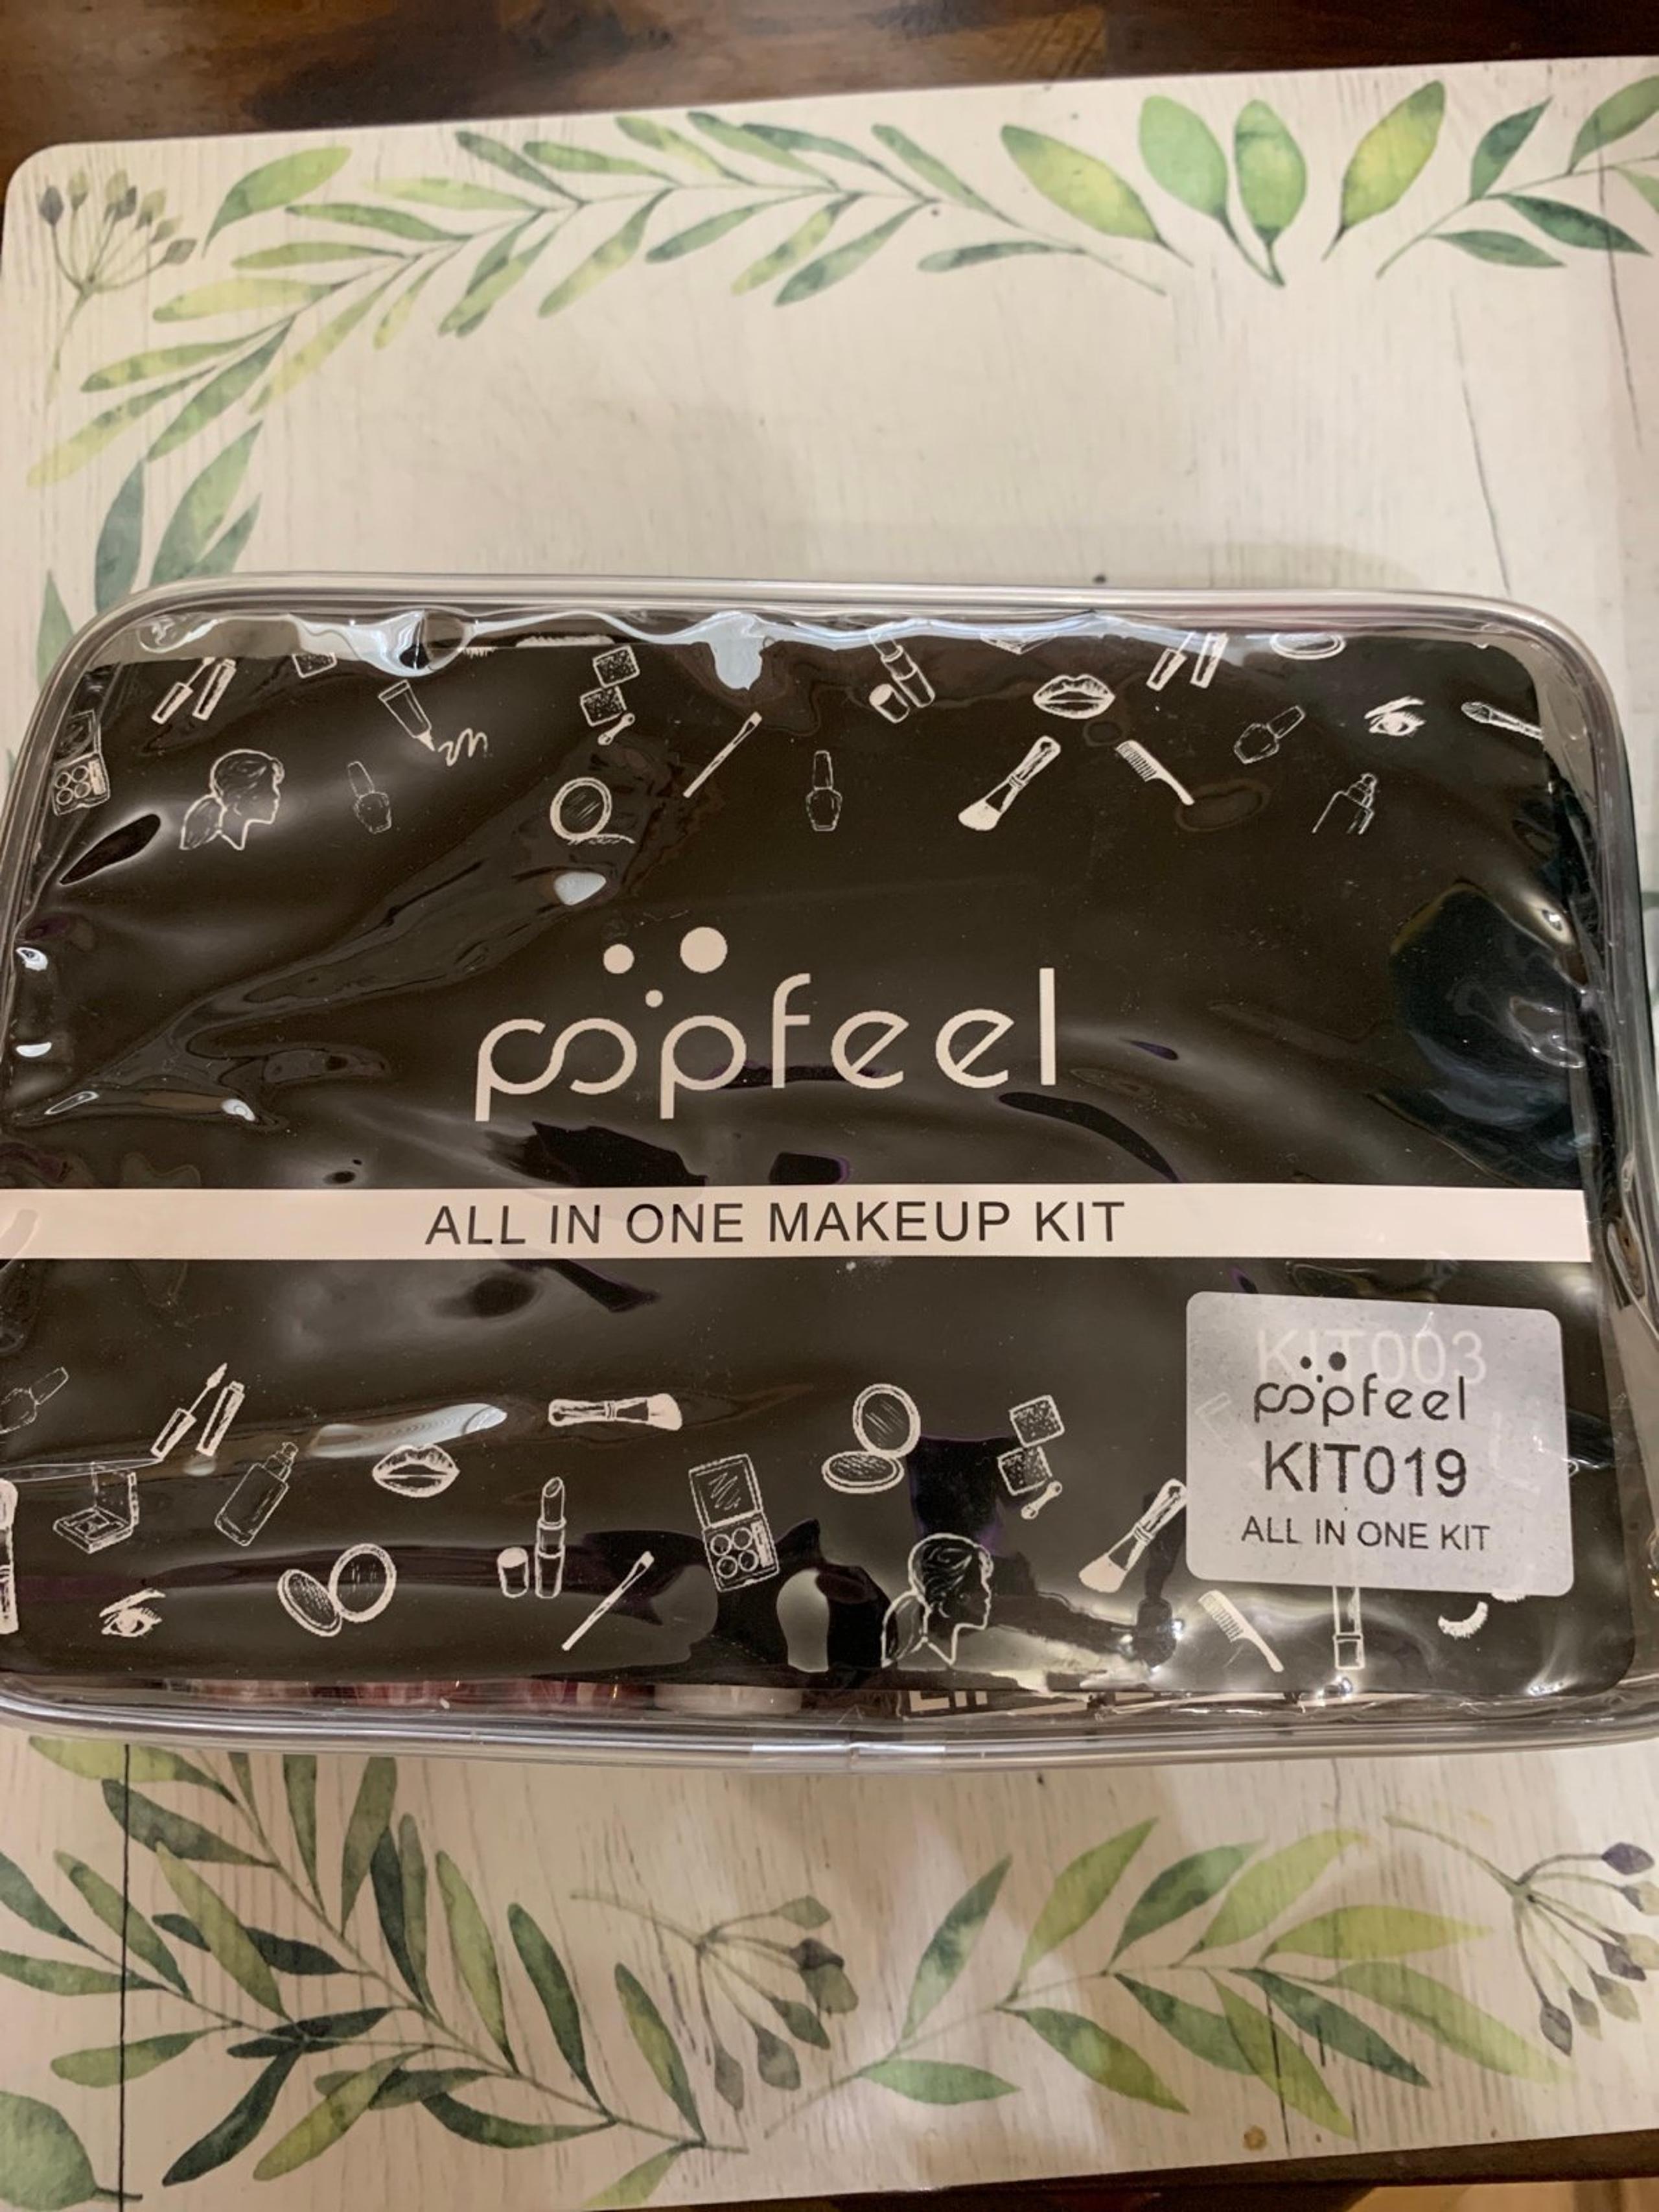 popfeel
ALL IN ONE MAKEUP KIT
KIT003
popfeel
KIT019
ALL IN ONE KIT